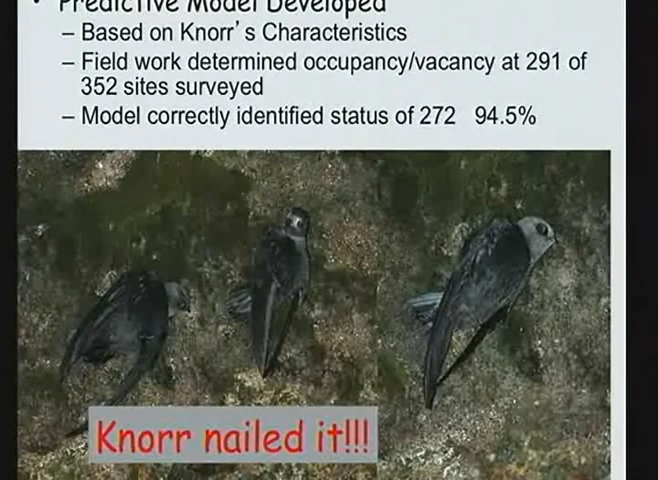 • Predictive Model Developed
– Based on Knorr's Characteristics
– Field work determined occupancy/vacancy at 291 of
352 sites surveyed
– Model correctly identified status of 272 94.5%
Knorr nailed it!!!